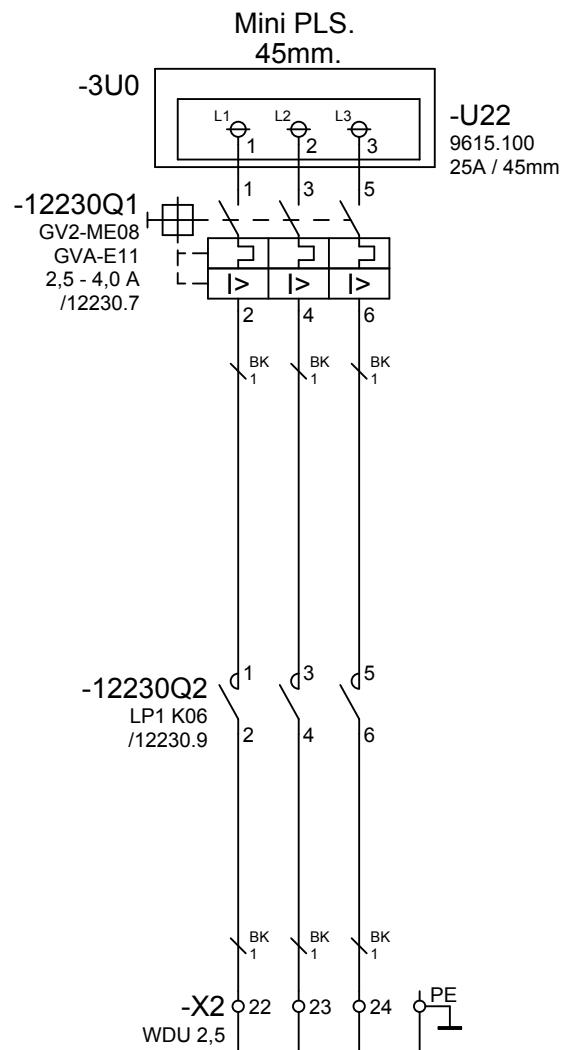 Mini PLS.
45mm.
-3U0
L1 L2 L3
1 2 3
-U22
9615.100
25A / 45mm
1 3 5
-12230Q1
GV2-ME08
GVA-E11
2,5 - 4,0 A
/12230.7
I> I> I>
2 4 6
BK BK BK
1 1 1
1 3 5
-12230Q2
LP1 K06
/12230.9
2 4 6
BK BK BK
1 1 1
-X2 22 23 24 PE
WDU 2,5